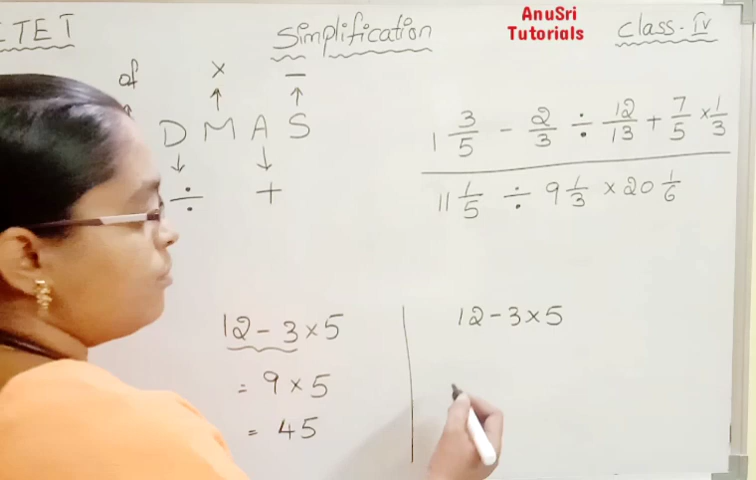 CTET
Simplification
AnuSri
Tutorials
Class - IV
of × −
D M A S
÷ +
1 3/5 − 2/3 ÷ 12/13 + 7/5 × 1/3
11 1/5 ÷ 9 1/3 × 20 1/6
12 − 3 × 5
= 9 × 5
= 45
12 − 3 × 5